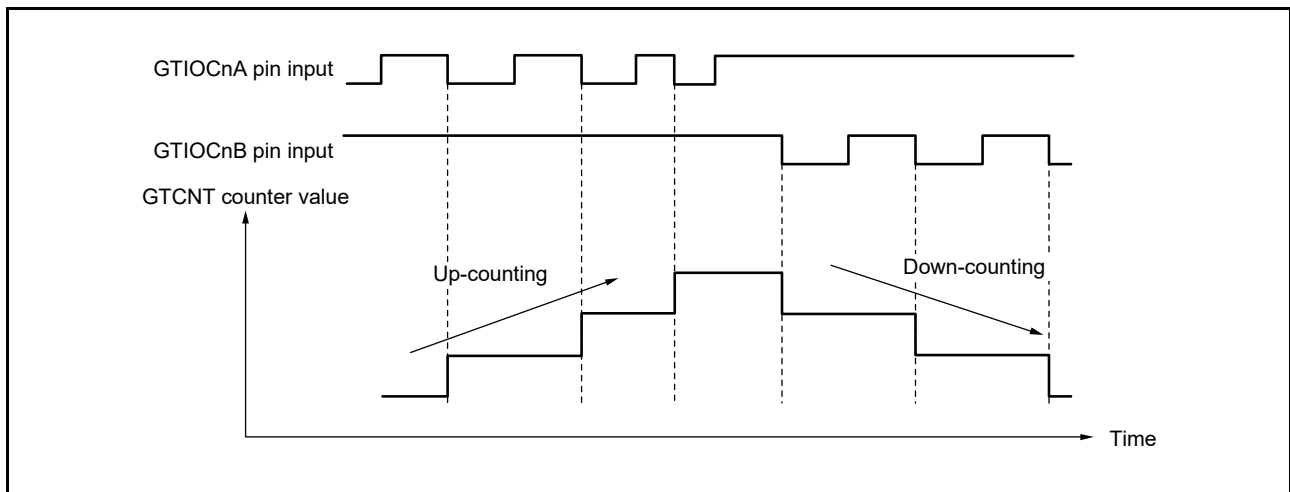 GTIOCnA pin input
GTIOCnB pin input
GTCNT counter value
Up-counting
Down-counting
Time